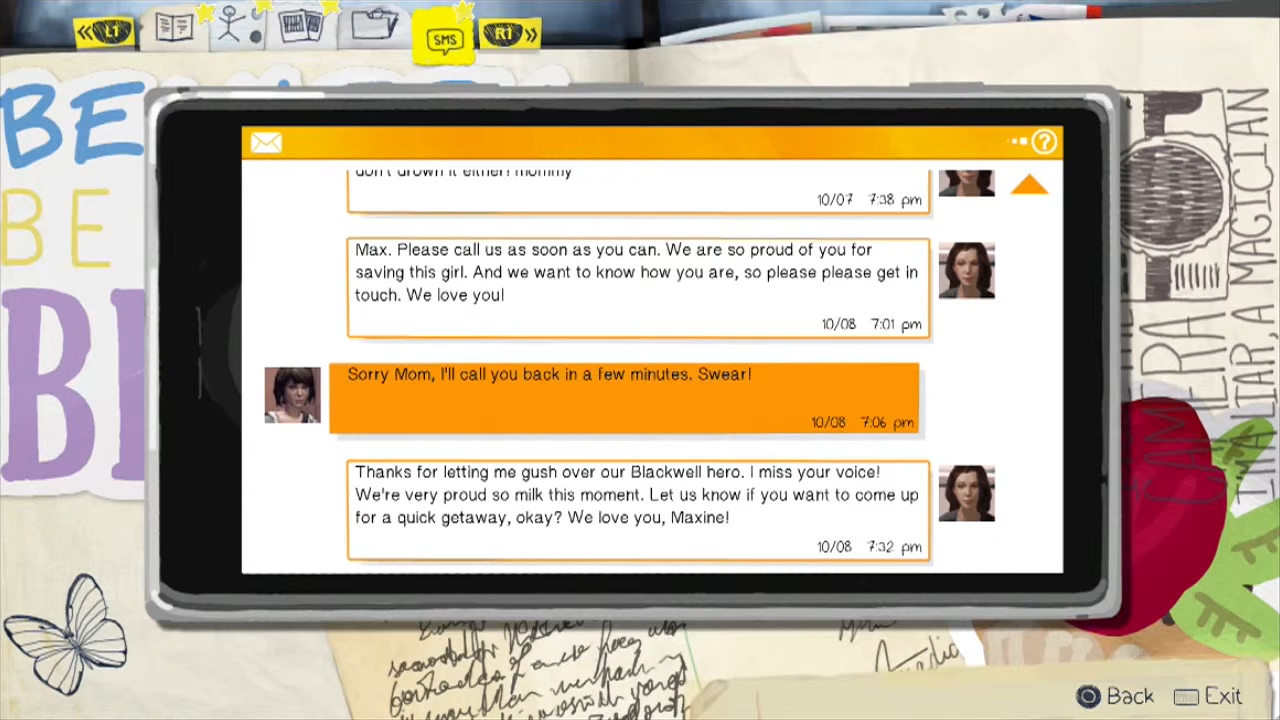 L1
SMS
R1
BE
BE
don't drown it either! mommy
10/07 7:38 pm
Max. Please call us as soon as you can. We are so proud of you for
saving this girl. And we want to know how you are, so please please get in
touch. We love you!
10/08 7:01 pm
Sorry Mom, I'll call you back in a few minutes. Swear!
10/08 7:06 pm
Thanks for letting me gush over our Blackwell hero. I miss your voice!
We're very proud so milk this moment. Let us know if you want to come up
for a quick getaway, okay? We love you, Maxine!
10/08 7:32 pm
CAMERA
LIAR, A MAGICIAN
Back
Exit